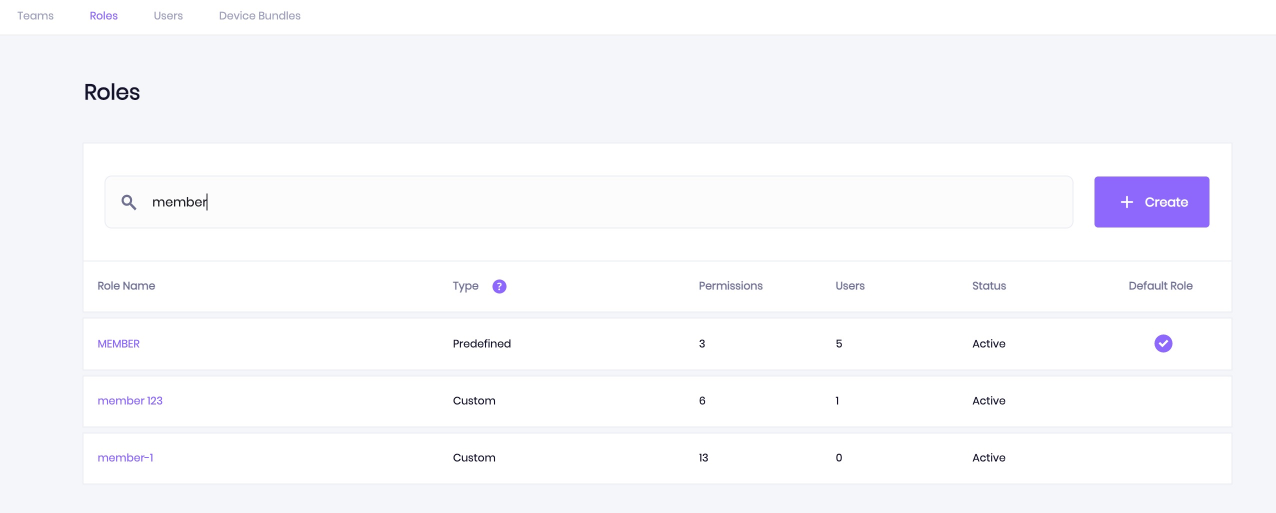 Teams Roles Users Device Bundles
Roles
member
+ Create
Role Name Type ? Permissions Users Status Default Role
MEMBER Predefined 3 5 Active
member 123 Custom 6 1 Active
member-1 Custom 13 0 Active